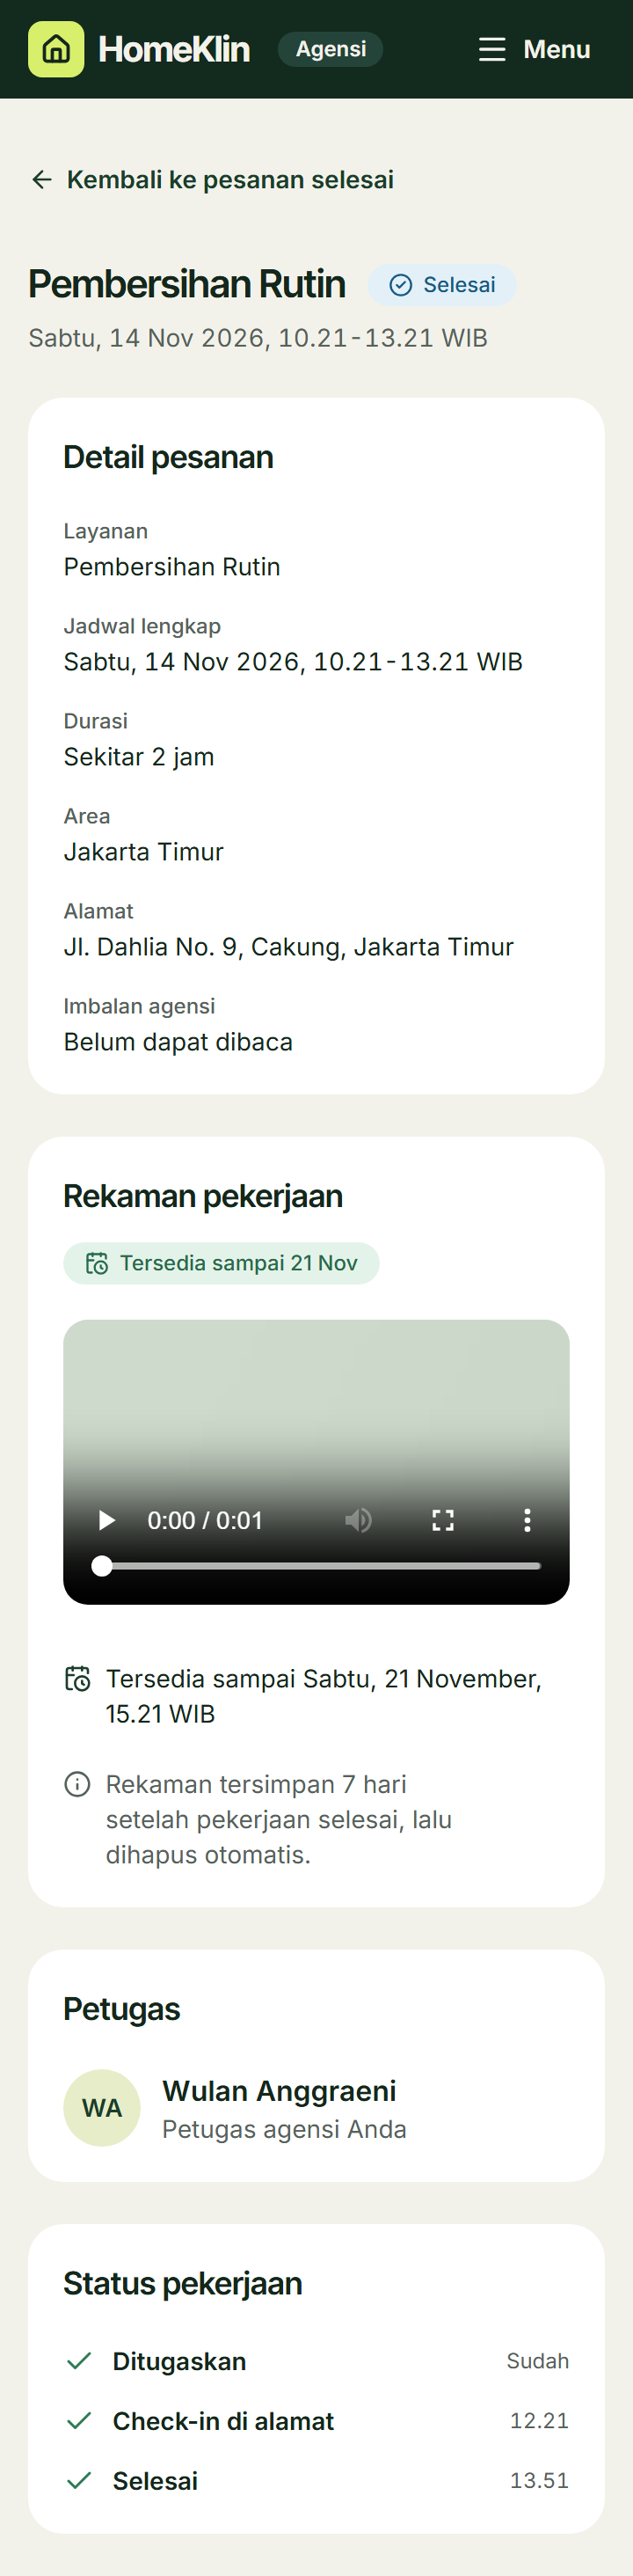 HomeKlin
Agensi
Menu
Kembali ke pesanan selesai
Pembersihan Rutin
Selesai
Sabtu, 14 Nov 2026, 10.21-13.21 WIB
Detail pesanan
Layanan
Pembersihan Rutin
Jadwal lengkap
Sabtu, 14 Nov 2026, 10.21-13.21 WIB
Durasi
Sekitar 2 jam
Area
Jakarta Timur
Alamat
Jl. Dahlia No. 9, Cakung, Jakarta Timur
Imbalan agensi
Belum dapat dibaca
Rekaman pekerjaan
Tersedia sampai 21 Nov
0:00 / 0:01
Tersedia sampai Sabtu, 21 November,
15.21 WIB
Rekaman tersimpan 7 hari
setelah pekerjaan selesai, lalu
dihapus otomatis.
Petugas
WA
Wulan Anggraeni
Petugas agensi Anda
Status pekerjaan
Ditugaskan
Sudah
Check-in di alamat
12.21
Selesai
13.51